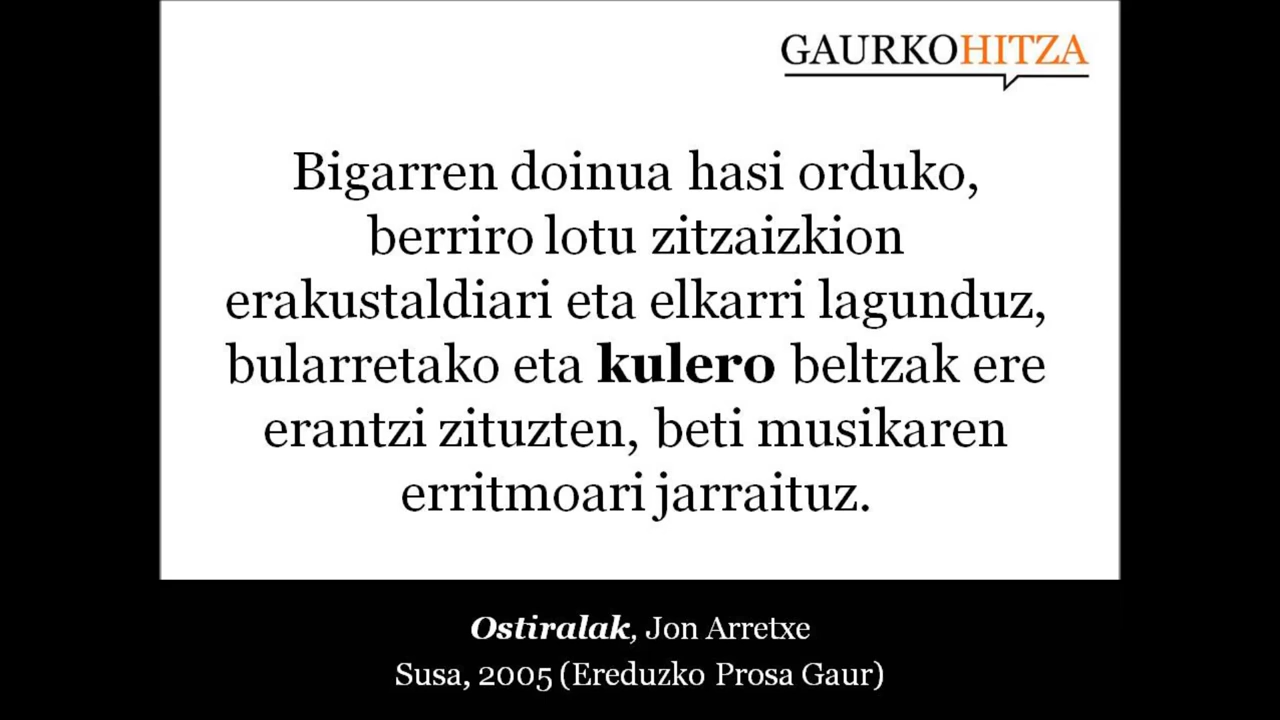 GAURKOHITZA
Bigarren doinua hasi orduko,
berriro lotu zitzaizkion
erakustaldiari eta elkarri lagunduz,
bularretako eta kulero beltzak ere
erantzi zituzten, beti musikaren
erritmoari jarraituz.
Ostiralak, Jon Arretxe
Susa, 2005 (Ereduzko Prosa Gaur)